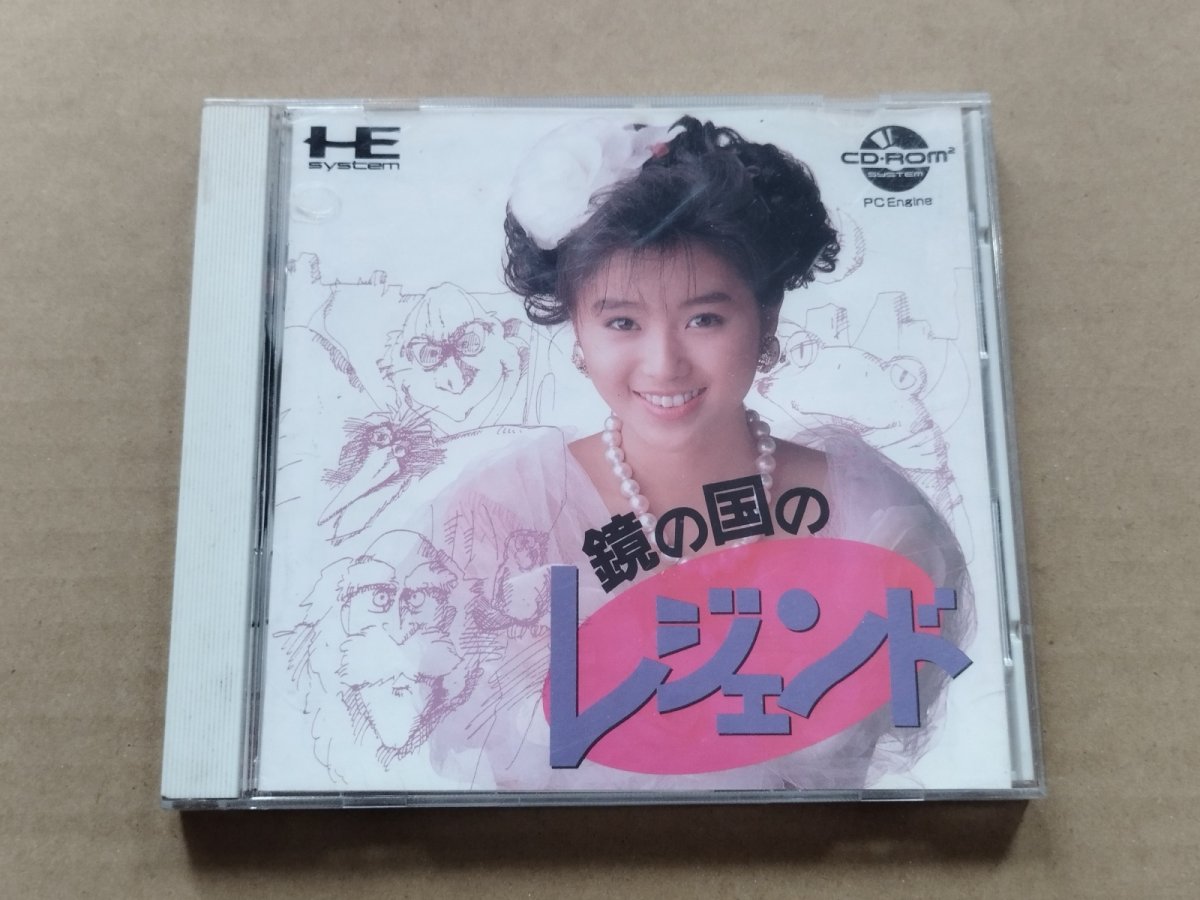 HE
system
CD-ROM²
SYSTEM
PC Engine
鏡の国の
レジェンド